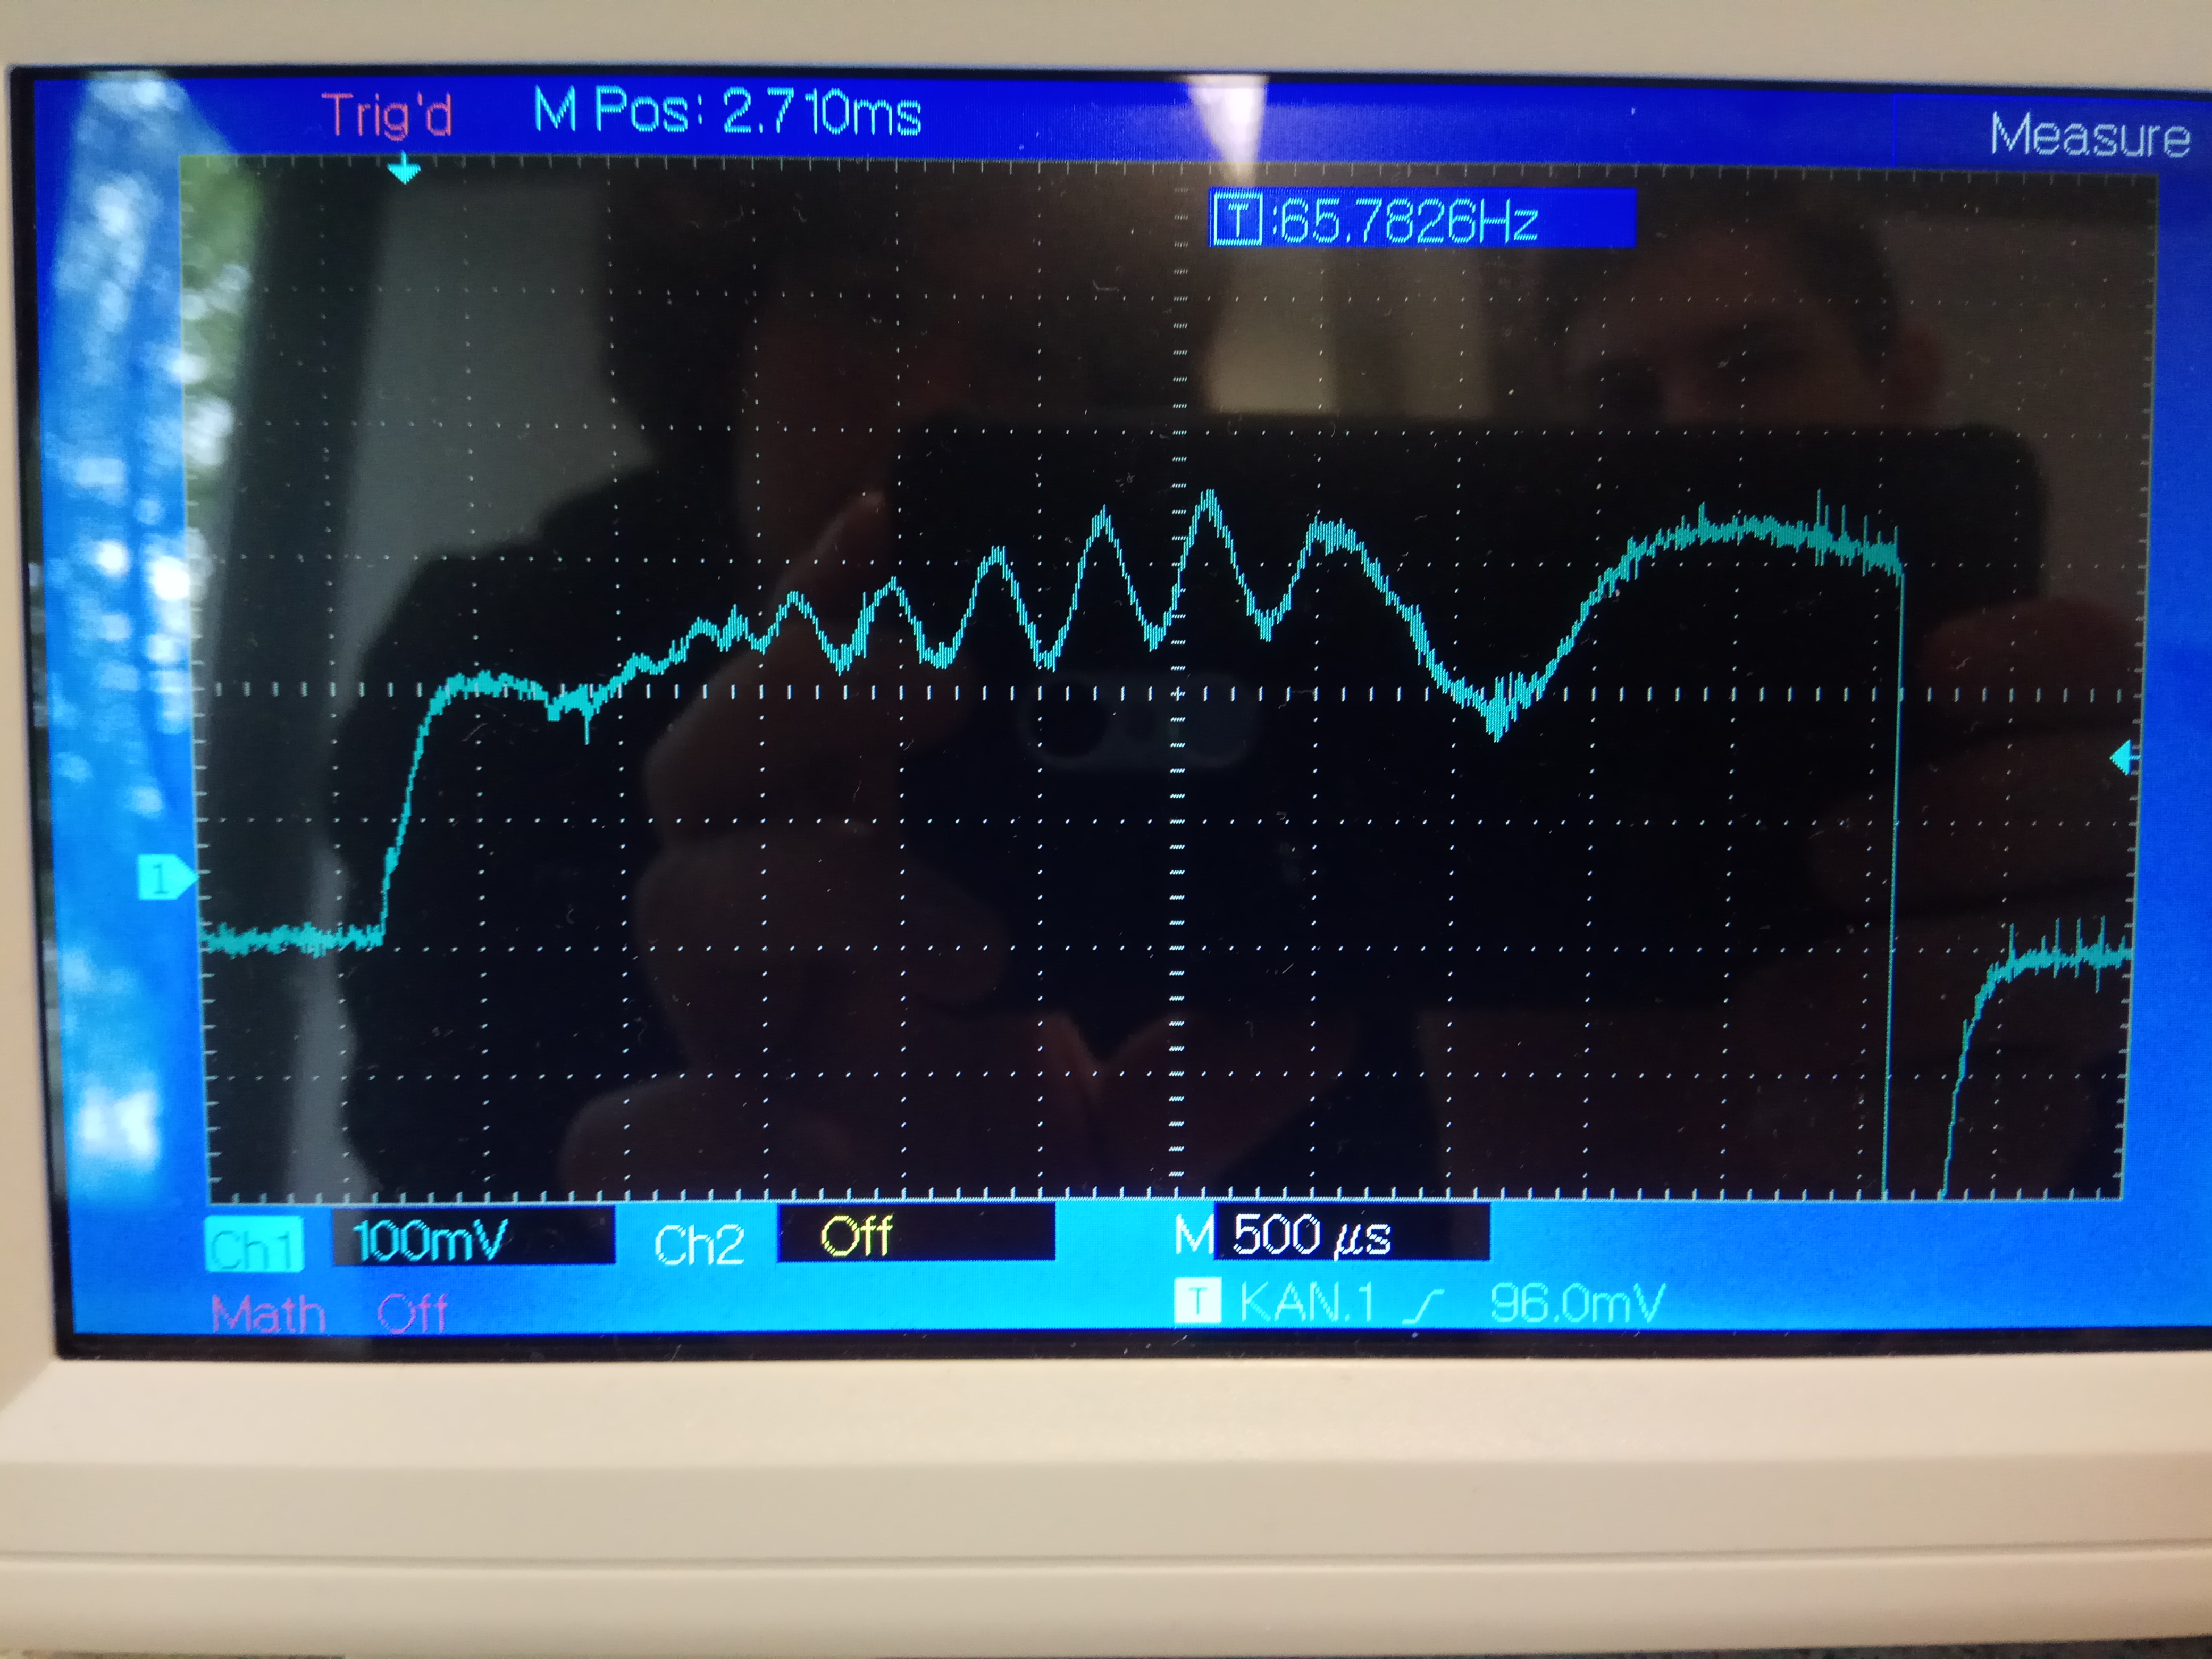 Trig'd M Pos: 2.710ms Measure
T :65.7826Hz
1
Ch1 100mV Ch2 Off M 500 µs
Math Off T KAN.1 96.0mV